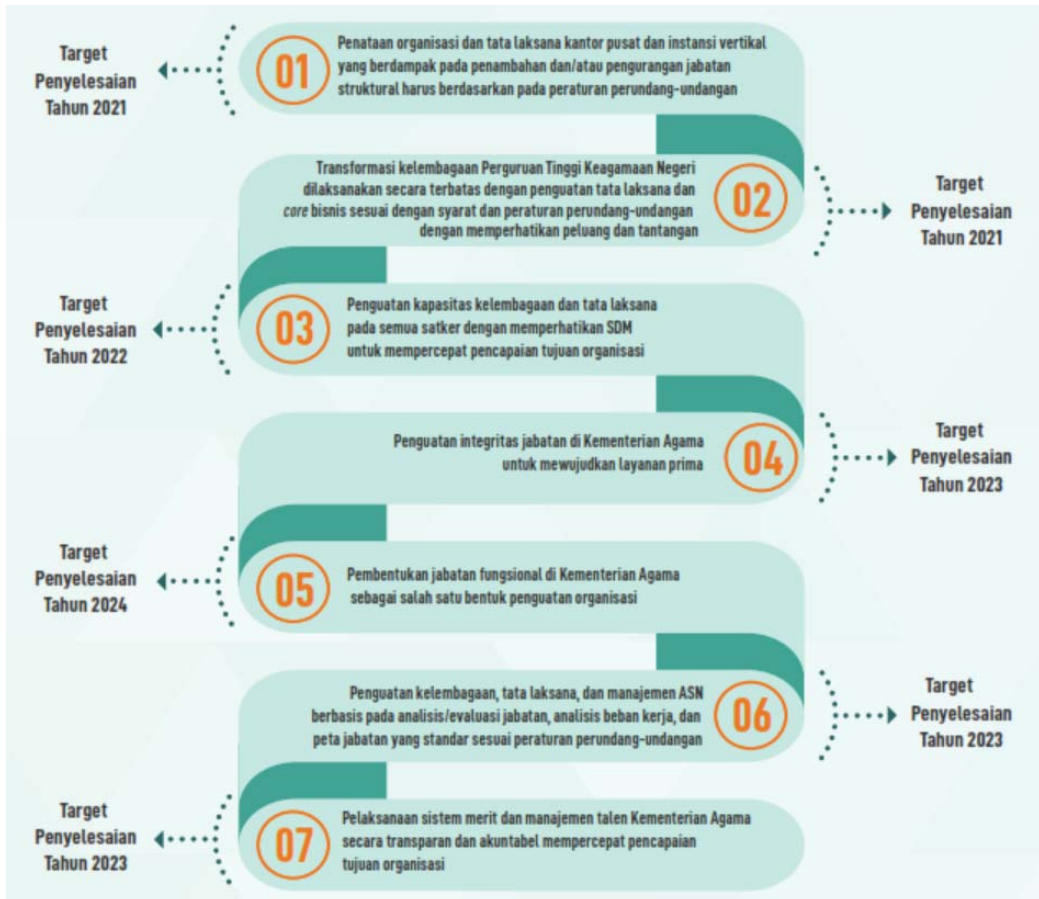 Target
Penyelesaian
Tahun 2021
01
Penataan organisasi dan tata laksana kantor pusat dan instansi vertikal
yang berdampak pada penambahan dan/atau pengurangan jabatan
struktural harus berdasarkan pada peraturan perundang-undangan
Transformasi kelembagaan Perguruan Tinggi Keagamaan Negeri
dilaksanakan secara terbatas dengan penguatan tata laksana dan
core bisnis sesuai dengan syarat dan peraturan perundang-undangan
dengan memperhatikan peluang dan tantangan
02
Target
Penyelesaian
Tahun 2021
Target
Penyelesaian
Tahun 2022
03
Penguatan kapasitas kelembagaan dan tata laksana
pada semua satker dengan memperhatikan SDM
untuk mempercepat pencapaian tujuan organisasi
Penguatan integritas jabatan di Kementerian Agama
untuk mewujudkan layanan prima
04
Target
Penyelesaian
Tahun 2023
Target
Penyelesaian
Tahun 2024
05
Pembentukan jabatan fungsional di Kementerian Agama
sebagai salah satu bentuk penguatan organisasi
Penguatan kelembagaan, tata laksana, dan manajemen ASN
berbasis pada analisis/evaluasi jabatan, analisis beban kerja, dan
peta jabatan yang standar sesuai peraturan perundang-undangan
06
Target
Penyelesaian
Tahun 2023
Target
Penyelesaian
Tahun 2023
07
Pelaksanaan sistem merit dan manajemen talen Kementerian Agama
secara transparan dan akuntabel mempercepat pencapaian
tujuan organisasi